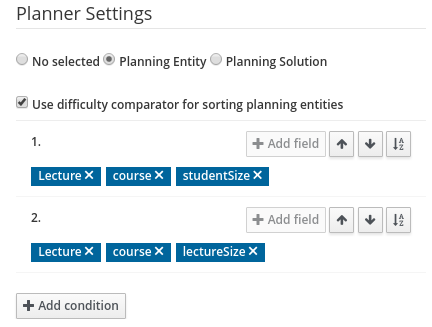 Planner Settings
No selected Planning Entity Planning Solution
Use difficulty comparator for sorting planning entities
1.
Add field
Lecture course studentSize
2.
Add field
Lecture course lectureSize
Add condition